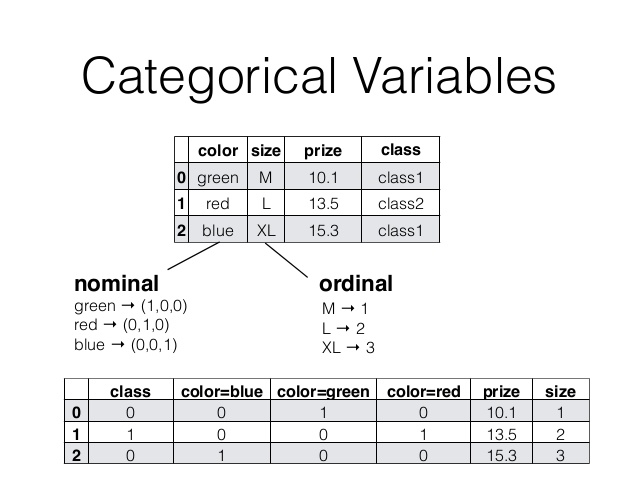 Categorical Variables
color size prize class
0 green M 10.1 class1
1 red L 13.5 class2
2 blue XL 15.3 class1
nominal ordinal
green → (1,0,0) M → 1
red → (0,1,0) L → 2
blue → (0,0,1) XL → 3
class color=blue color=green color=red prize size
0 0 0 1 0 10.1 1
1 1 0 0 1 13.5 2
2 0 1 0 0 15.3 3